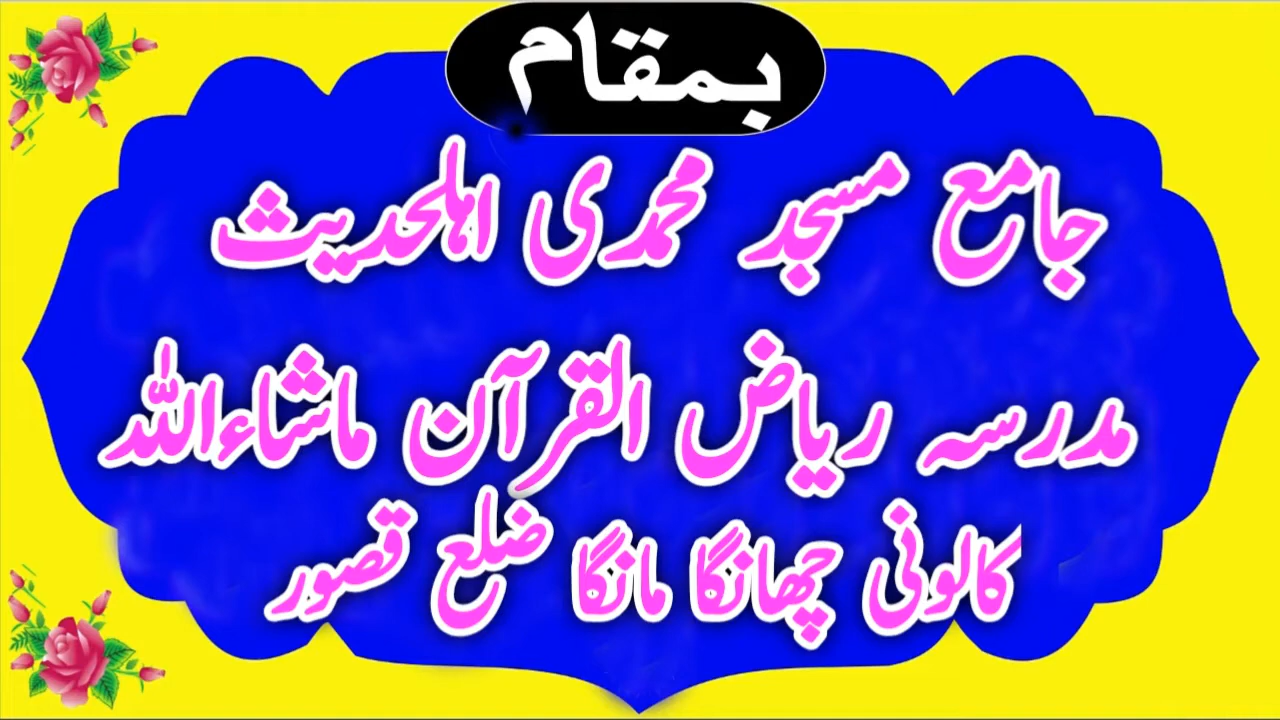 بمقام
جامع مسجد محمدی اہلحدیث
مدرسہ ریاض القرآن ماشاءاللہ
کالونی چھانگا مانگا ضلع قصور